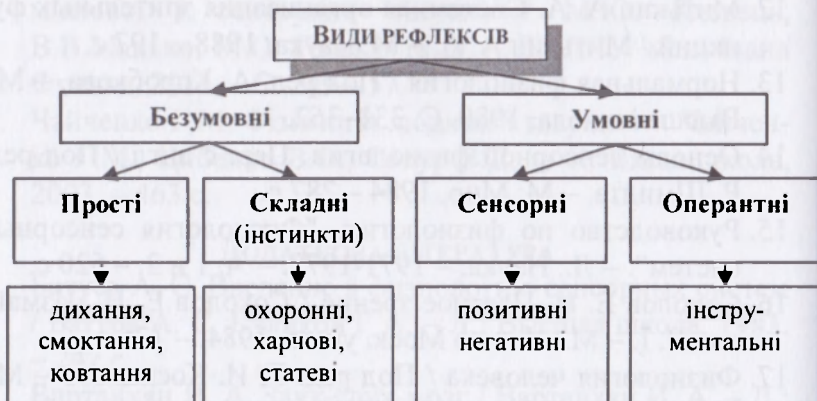 ВИДИ РЕФЛЕКСІВ
Безумовні
Умовні
Прості
Складні
(інстинкти)
Сенсорні
Оперантні
дихання,
смоктання,
ковтання
охоронні,
харчові,
статеві
позитивні
негативні
інстру-
ментальні